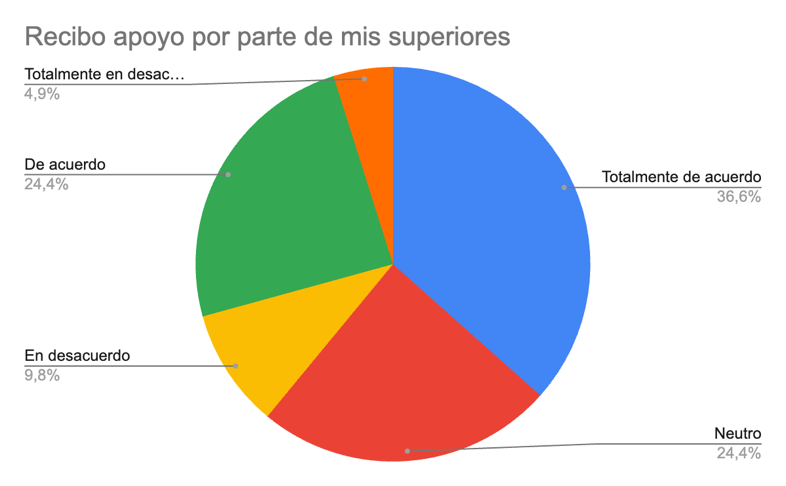 Recibo apoyo por parte de mis superiores
Totalmente en desac…
4,9%
De acuerdo
24,4%
Totalmente de acuerdo
36,6%
En desacuerdo
9,8%
Neutro
24,4%